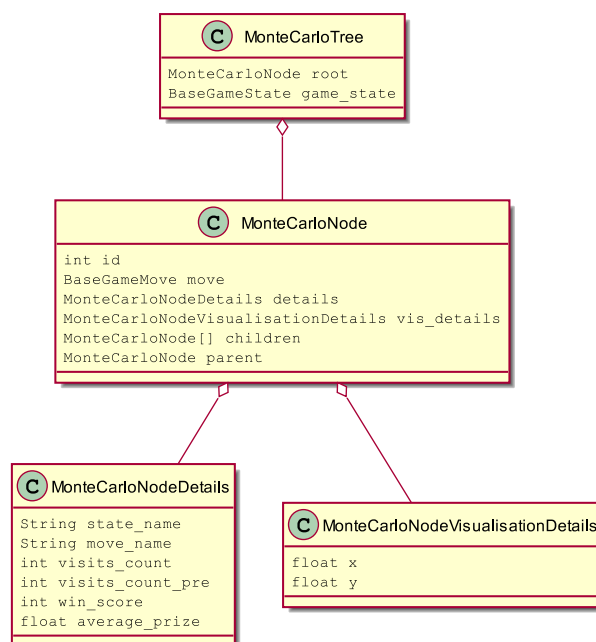 C MonteCarloTree
MonteCarloNode root
BaseGameState game_state
C MonteCarloNode
int id
BaseGameMove move
MonteCarloNodeDetails details
MonteCarloNodeVisualisationDetails vis_details
MonteCarloNode[] children
MonteCarloNode parent
C MonteCarloNodeDetails
String state_name
String move_name
int visits_count
int visits_count_pre
int win_score
float average_prize
C MonteCarloNodeVisualisationDetails
float x
float y